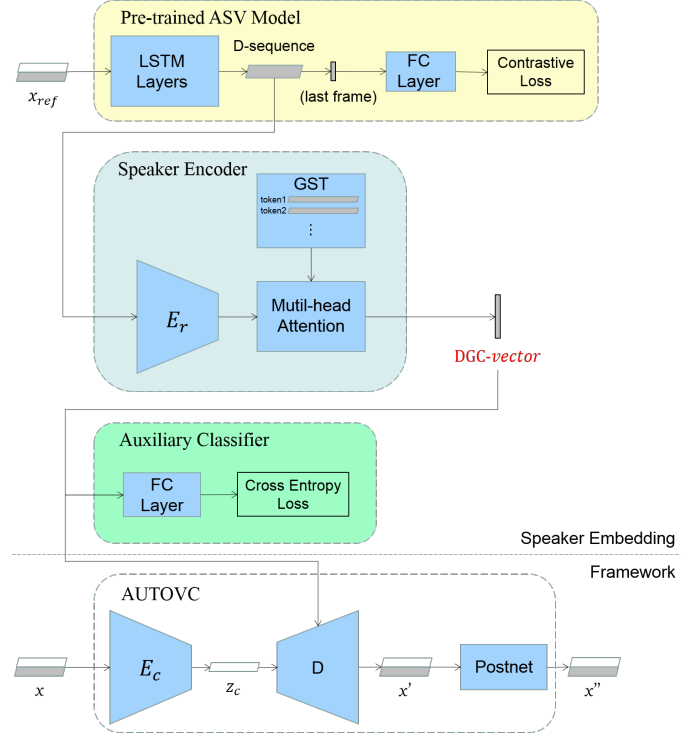 Pre-trained ASV Model
D-sequence
LSTM
Layers
FC
Layer
Contrastive
Loss
(last frame)
x_ref
Speaker Encoder
GST
token1
token2
⋮
E_r
Mutil-head
Attention
DGC-vector
Auxiliary Classifier
FC
Layer
Cross Entropy
Loss
Speaker Embedding
Framework
AUTOVC
E_c
D
Postnet
x
z_c
x'
x''